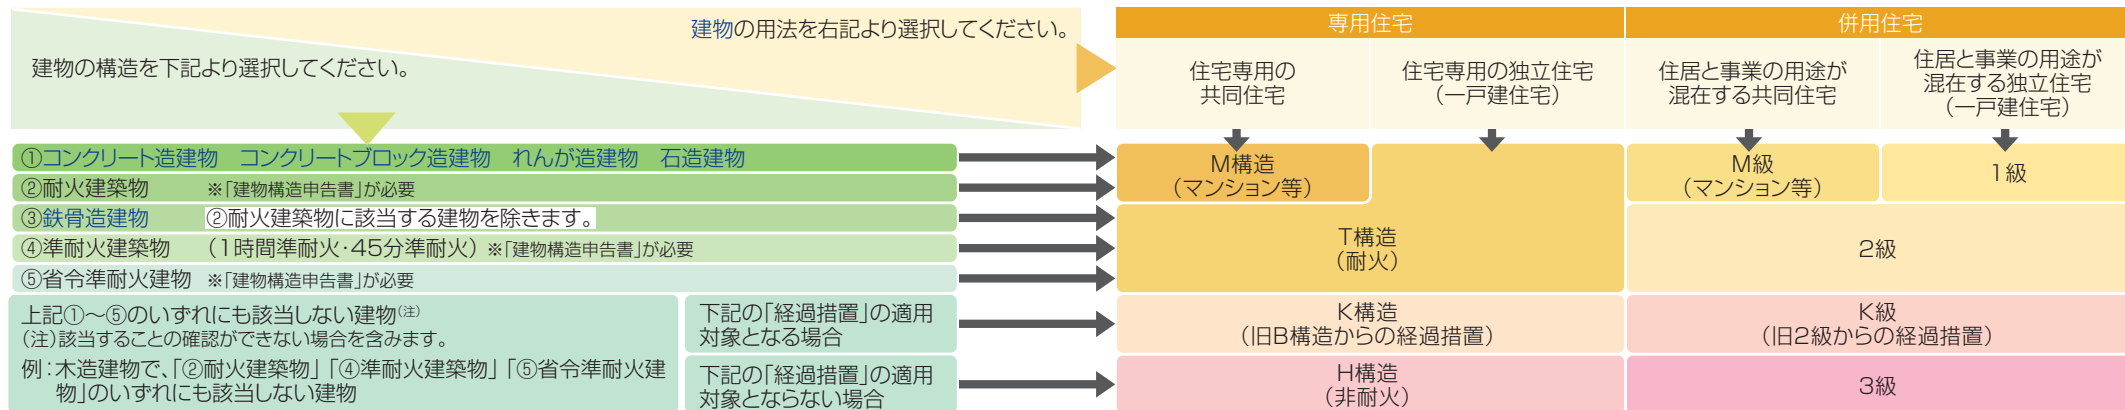 建物の用法を右記より選択してください。
建物の構造を下記より選択してください。
専用住宅
併用住宅
住宅専用の
共同住宅
住宅専用の独立住宅
（一戸建住宅）
住居と事業の用途が
混在する共同住宅
住居と事業の用途が
混在する独立住宅
（一戸建住宅）
①コンクリート造建物　コンクリートブロック造建物　れんが造建物　石造建物
②耐火建築物　※「建物構造申告書」が必要
③鉄骨造建物　②耐火建築物に該当する建物を除きます。
④準耐火建築物　（1時間準耐火・45分準耐火）※「建物構造申告書」が必要
⑤省令準耐火建物　※「建物構造申告書」が必要
M構造
（マンション等）
T構造
（耐火）
M級
（マンション等）
1級
2級
上記①～⑤のいずれにも該当しない建物(注)
（注）該当することの確認ができない場合を含みます。
例：木造建物で、「②耐火建築物」「④準耐火建築物」「⑤省令準耐火建
物」のいずれにも該当しない建物
下記の「経過措置」の適用
対象となる場合
K構造
（旧B構造からの経過措置）
K級
（旧2級からの経過措置）
下記の「経過措置」の適用
対象とならない場合
H構造
（非耐火）
3級